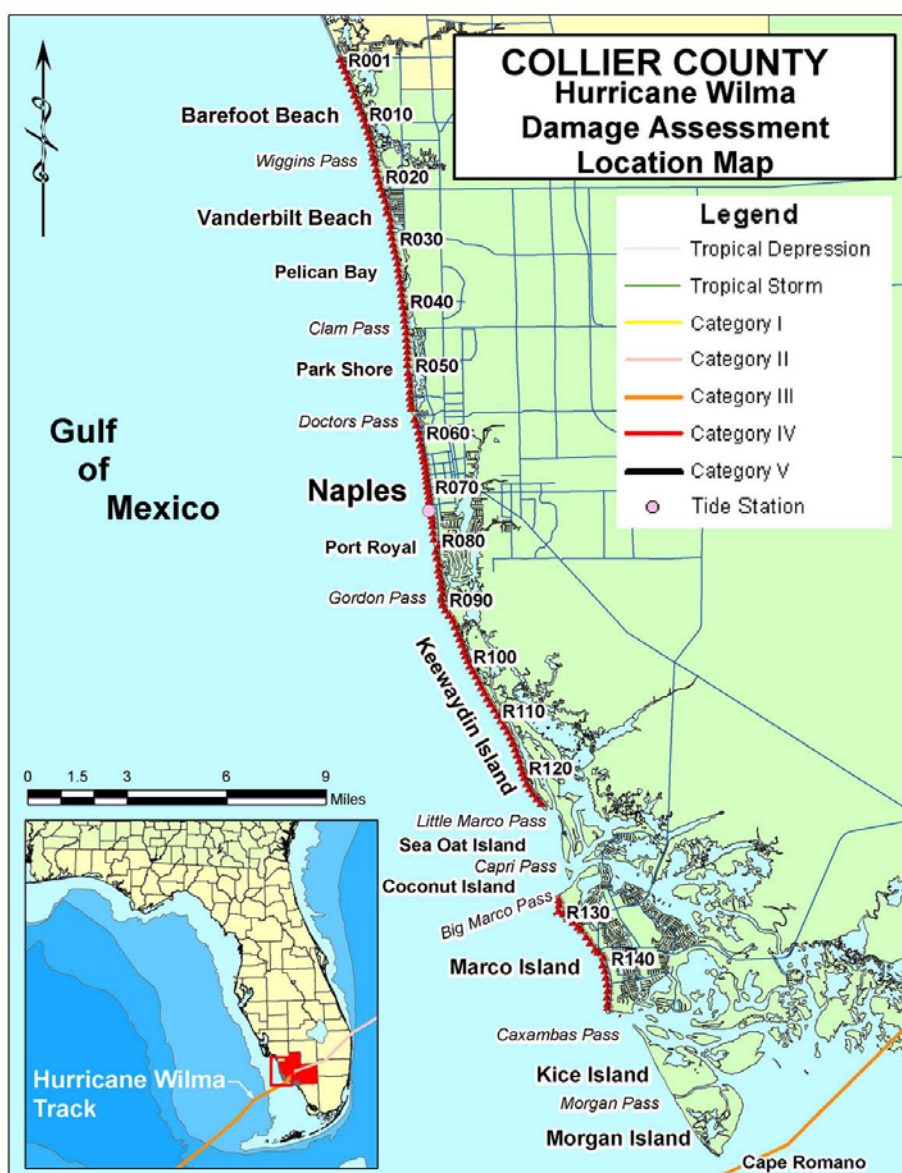 COLLIER COUNTY
Hurricane Wilma
Damage Assessment
Location Map
Legend
Tropical Depression
Tropical Storm
Category I
Category II
Category III
Category IV
Category V
Tide Station
R001
Barefoot Beach
R010
Wiggins Pass
R020
Vanderbilt Beach
R030
Pelican Bay
R040
Clam Pass
Park Shore
R050
Doctors Pass
R060
Gulf
of
Mexico
Naples
R070
Port Royal
R080
Gordon Pass
R090
R100
Keewaydin Island
R110
R120
0 1.5 3 6 9
Miles
Little Marco Pass
Sea Oat Island
Capri Pass
Coconut Island
Big Marco Pass
R130
Marco Island
R140
Caxambas Pass
Kice Island
Morgan Pass
Morgan Island
Cape Romano
Hurricane Wilma
Track